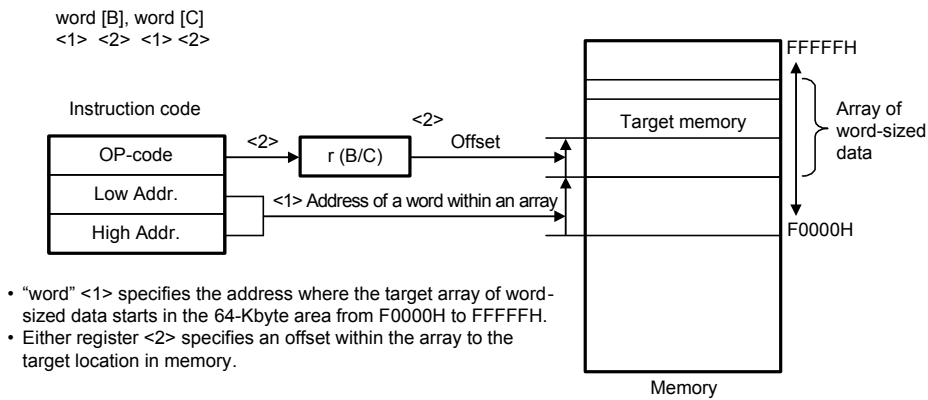 word [B], word [C]
<1> <2> <1> <2>
FFFFFH
Instruction code
<2>
<2>
Offset
Target memory
Array of
word-sized
data
OP-code
r (B/C)
Low Addr.
<1> Address of a word within an array
High Addr.
F0000H
• “word” <1> specifies the address where the target array of word-
sized data starts in the 64-Kbyte area from F0000H to FFFFFH.
• Either register <2> specifies an offset within the array to the
target location in memory.
Memory